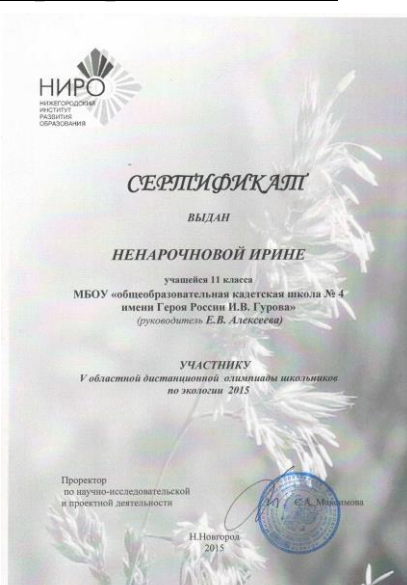 НИРО
НИЖЕГОРОДСКИЙ
ИНСТИТУТ
РАЗВИТИЯ
ОБРАЗОВАНИЯ
СЕРТИФИКАТ
ВЫДАН
НЕНАРОЧНОВОЙ ИРИНЕ
учащейся 11 класса
МБОУ «общеобразовательная кадетская школа № 4
имени Героя России И.В. Гурова»
(руководитель Е.В. Алексеева)
УЧАСТНИКУ
V областной дистанционной олимпиады школьников
по экологии 2015
Проректор
по научно-исследовательской
и проектной деятельности
С.А. Максимова
Н.Новгород
2015